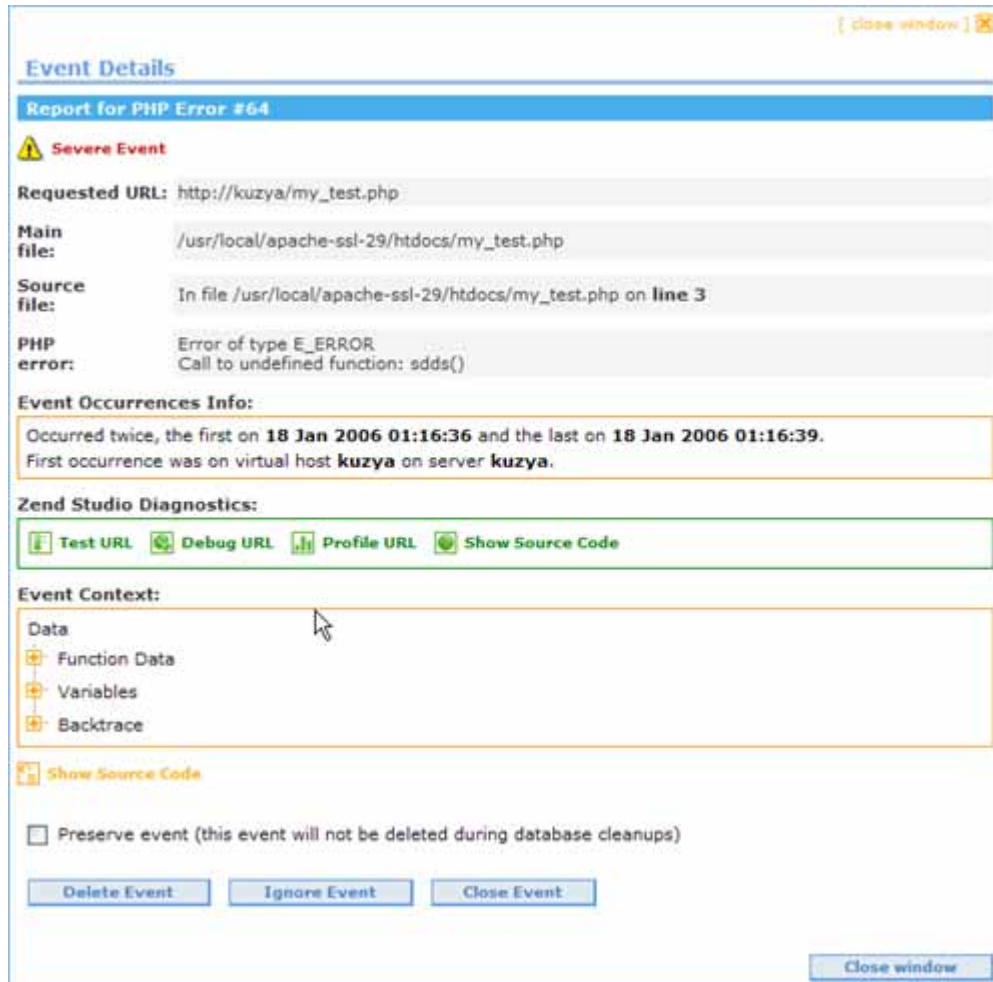 [ close window ]
Event Details
Report for PHP Error #64
Severe Event
Requested URL: http://kuzya/my_test.php
Main file: /usr/local/apache-ssl-29/htdocs/my_test.php
Source file: In file /usr/local/apache-ssl-29/htdocs/my_test.php on line 3
PHP error: Error of type E_ERROR
Call to undefined function: sdds()
Event Occurrences Info:
Occurred twice, the first on 18 Jan 2006 01:16:36 and the last on 18 Jan 2006 01:16:39.
First occurrence was on virtual host kuzya on server kuzya.
Zend Studio Diagnostics:
Test URL Debug URL Profile URL Show Source Code
Event Context:
Data
Function Data
Variables
Backtrace
Show Source Code
Preserve event (this event will not be deleted during database cleanups)
Delete Event Ignore Event Close Event
Close window